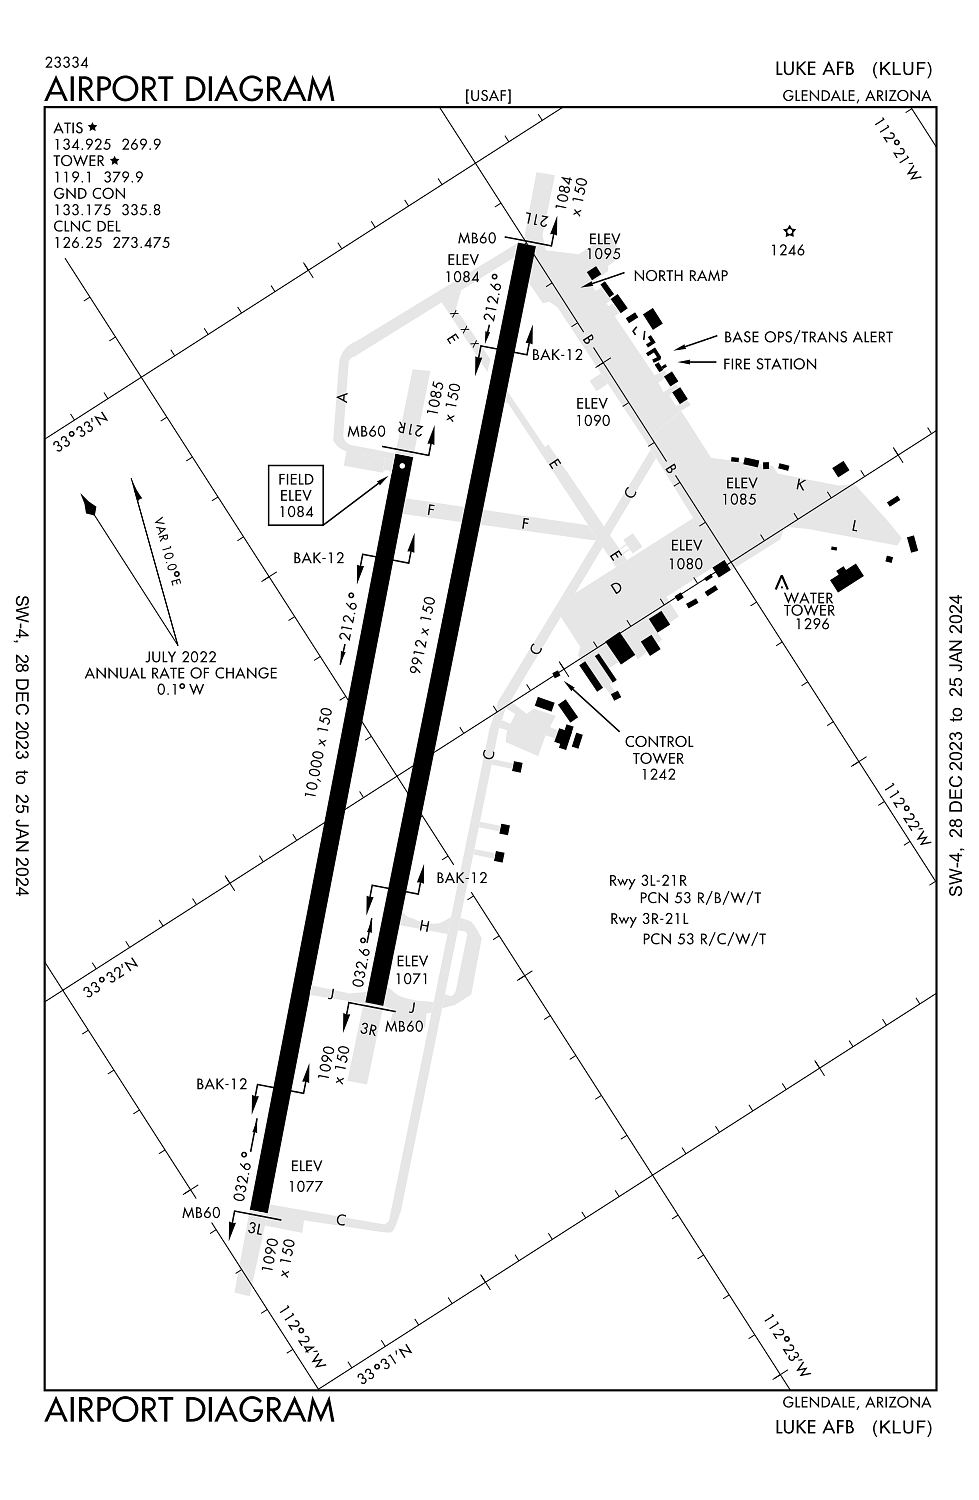 23334
AIRPORT DIAGRAM
[USAF]
LUKE AFB (KLUF)
GLENDALE, ARIZONA
ATIS ★
134.925 269.9
TOWER ★
119.1 379.9
GND CON
133.175 335.8
CLNC DEL
126.25 273.475
112°21'W
1246
21L
1084
x 150
MB60
ELEV
1084
ELEV
1095
NORTH RAMP
212.6°
B
BASE OPS/TRANS ALERT
FIRE STATION
E
x x x x
BAK-12
A
1085
x 150
ELEV
1090
33°33'N
MB60
21R
FIELD
ELEV
1084
E
B
C
ELEV
1085
K
L
F
F
VAR 10.0°E
BAK-12
E
ELEV
1080
D
212.6°
9912 x 150
WATER
TOWER
1296
C
JULY 2022
ANNUAL RATE OF CHANGE
0.1° W
10,000 x 150
C
CONTROL
TOWER
1242
112°22'W
BAK-12
Rwy 3L-21R
PCN 53 R/B/W/T
Rwy 3R-21L
PCN 53 R/C/W/T
H
032.6°
ELEV
1071
33°32'N
J
J
3R
MB60
1090
x 150
BAK-12
032.6°
ELEV
1077
MB60
3L
C
1090
x 150
112°24'W
33°31'N
112°23'W
SW-4, 28 DEC 2023 to 25 JAN 2024
SW-4, 28 DEC 2023 to 25 JAN 2024
AIRPORT DIAGRAM
GLENDALE, ARIZONA
LUKE AFB (KLUF)